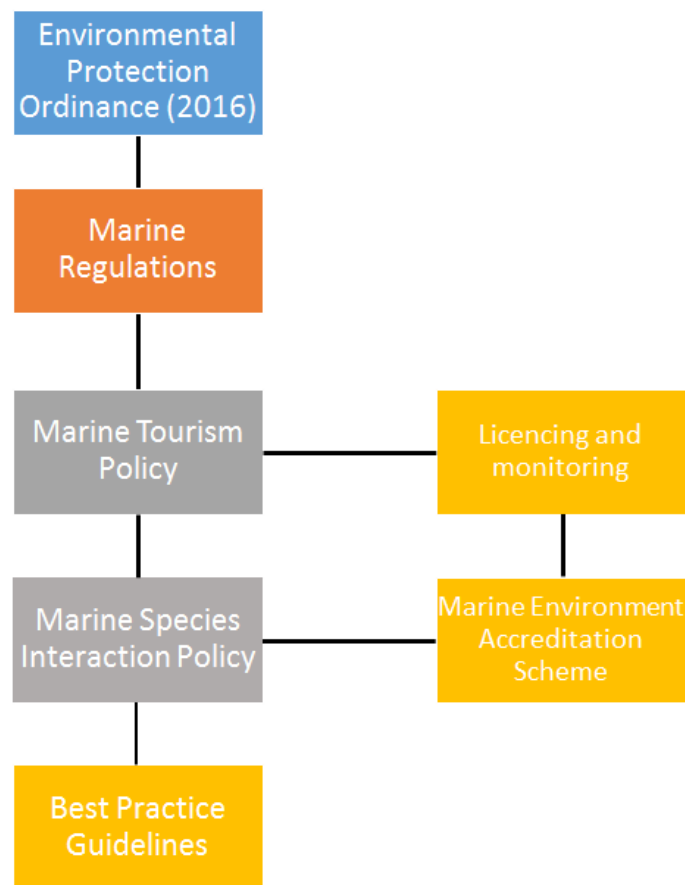 Environmental
Protection
Ordinance (2016)
Marine
Regulations
Marine Tourism
Policy
Licencing and
monitoring
Marine Species
Interaction Policy
Marine Environment
Accreditation
Scheme
Best Practice
Guidelines